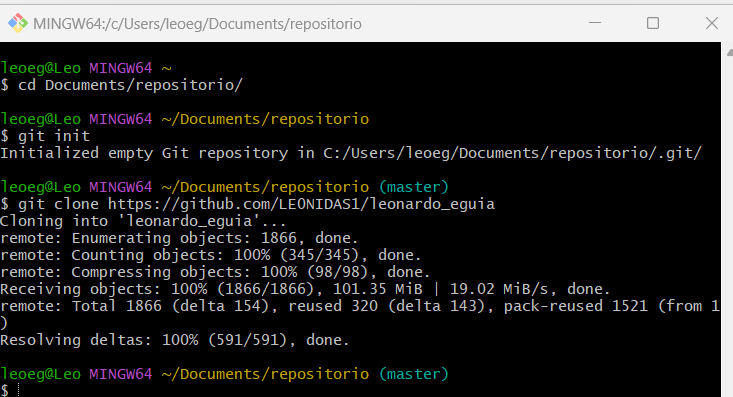 MINGW64:/c/Users/leoeg/Documents/repositorio
leoeg@Leo MINGW64 ~
$ cd Documents/repositorio/
leoeg@Leo MINGW64 ~/Documents/repositorio
$ git init
Initialized empty Git repository in C:/Users/leoeg/Documents/repositorio/.git/
leoeg@Leo MINGW64 ~/Documents/repositorio (master)
$ git clone https://github.com/LE0NIDAS1/leonardo_eguia
Cloning into 'leonardo_eguia'...
remote: Enumerating objects: 1866, done.
remote: Counting objects: 100% (345/345), done.
remote: Compressing objects: 100% (98/98), done.
Receiving objects: 100% (1866/1866), 101.35 MiB | 19.02 MiB/s, done.
remote: Total 1866 (delta 154), reused 320 (delta 143), pack-reused 1521 (from 1
)
Resolving deltas: 100% (591/591), done.
leoeg@Leo MINGW64 ~/Documents/repositorio (master)
$